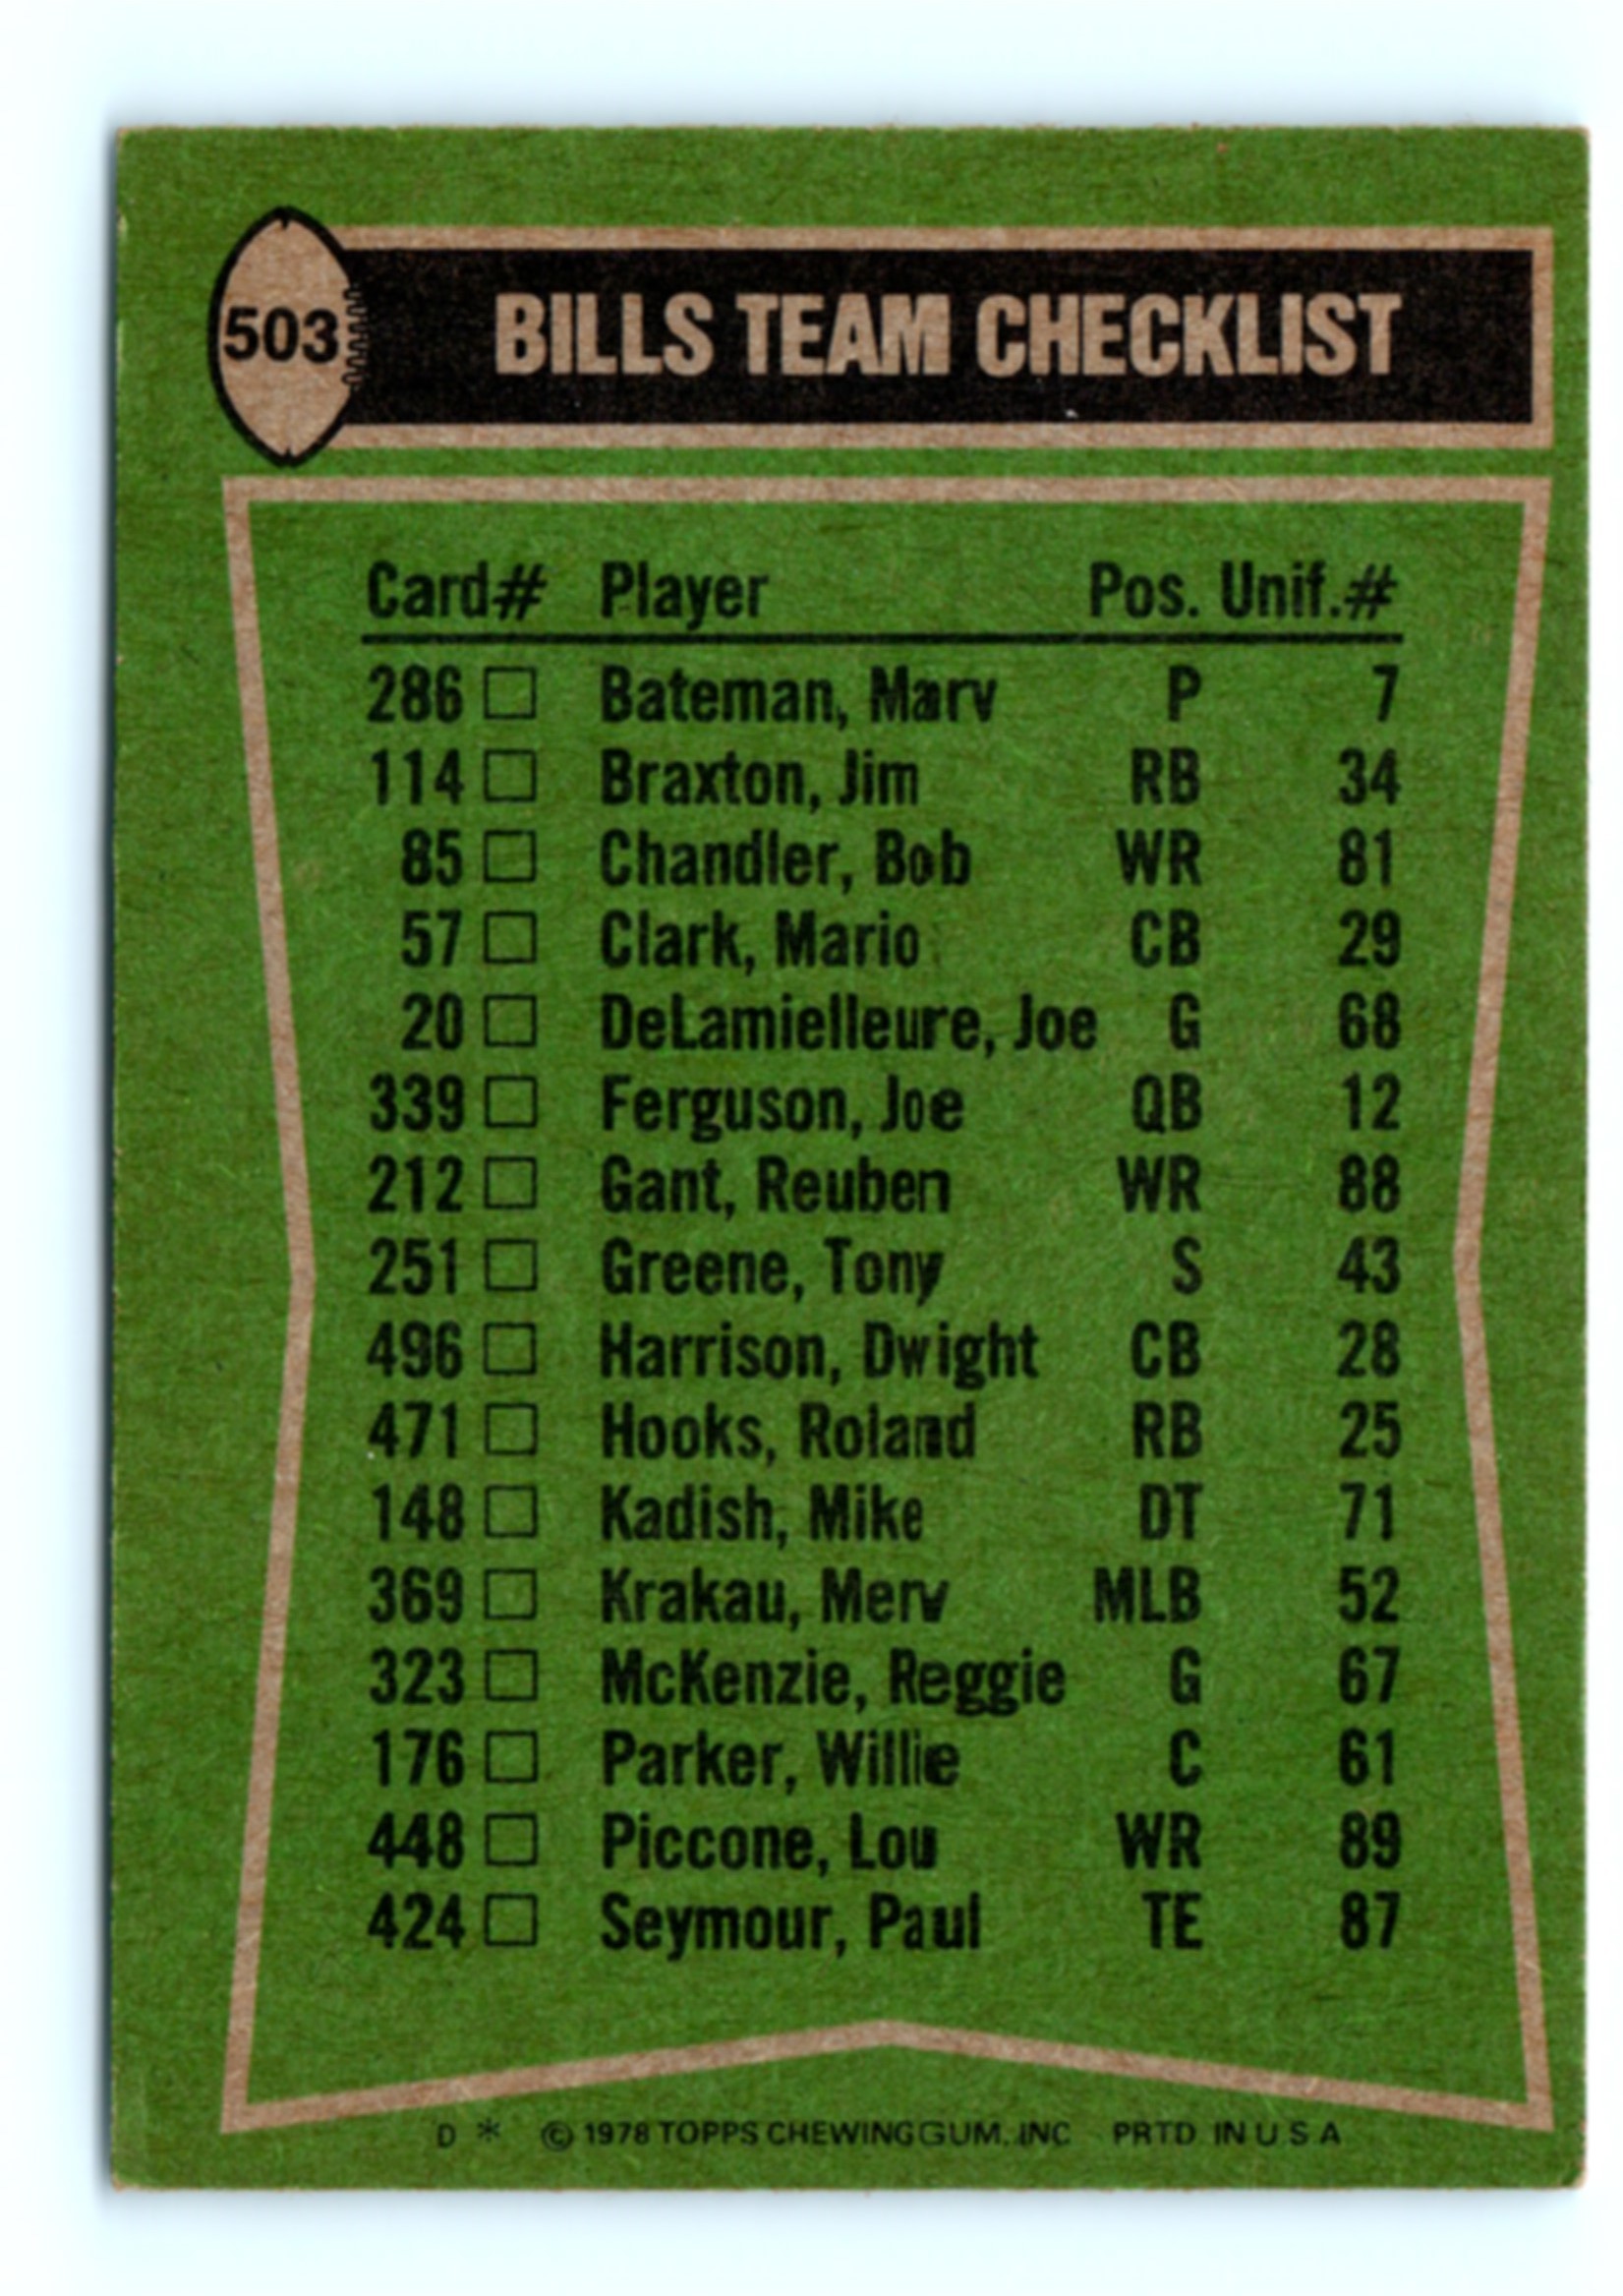 503 BILLS TEAM CHECKLIST
Card# Player Pos. Unif.#
286 Bateman, Marv P 7
114 Braxton, Jim RB 34
85 Chandler, Bob WR 81
57 Clark, Mario CB 29
20 DeLamielleure, Joe G 68
339 Ferguson, Joe QB 12
212 Gant, Reuben WR 88
251 Greene, Tony S 43
496 Harrison, Dwight CB 28
471 Hooks, Roland RB 25
148 Kadish, Mike DT 71
369 Krakau, Merv MLB 52
323 McKenzie, Reggie G 67
176 Parker, Willie C 61
448 Piccone, Lou WR 89
424 Seymour, Paul TE 87
D * © 1978 TOPPS CHEWING GUM, INC PRTD IN U S A